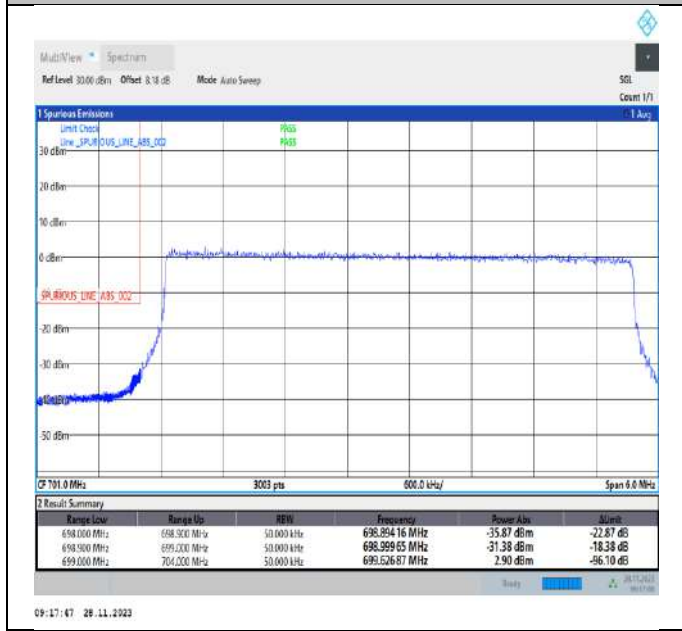 MultiView Spectrum
Ref Level 30.00 dBm Offset 8.18 dB Mode Auto Sweep SGL
Count 1/1
1 Spurious Emissions 1 Avg
Limit Check PASS
Line _SPURIOUS_LINE_ABS_002 PASS
30 dBm
20 dBm
10 dBm
0 dBm
SPURIOUS_LINE_ABS_002
-20 dBm
-30 dBm
-40 dBm
-50 dBm
CF 701.0 MHz 3003 pts 600.0 kHz/ Span 6.0 MHz
2 Result Summary
Range Low Range Up RBW Frequency Power Abs ΔLimit
698.000 MHz 698.900 MHz 50.000 kHz 698.89416 MHz -35.87 dBm -22.87 dB
698.900 MHz 699.000 MHz 50.000 kHz 698.99965 MHz -31.38 dBm -18.38 dB
699.000 MHz 704.000 MHz 50.000 kHz 699.62687 MHz 2.90 dBm -96.10 dB
Ready 28.11.2023
09:17:47 28.11.2023